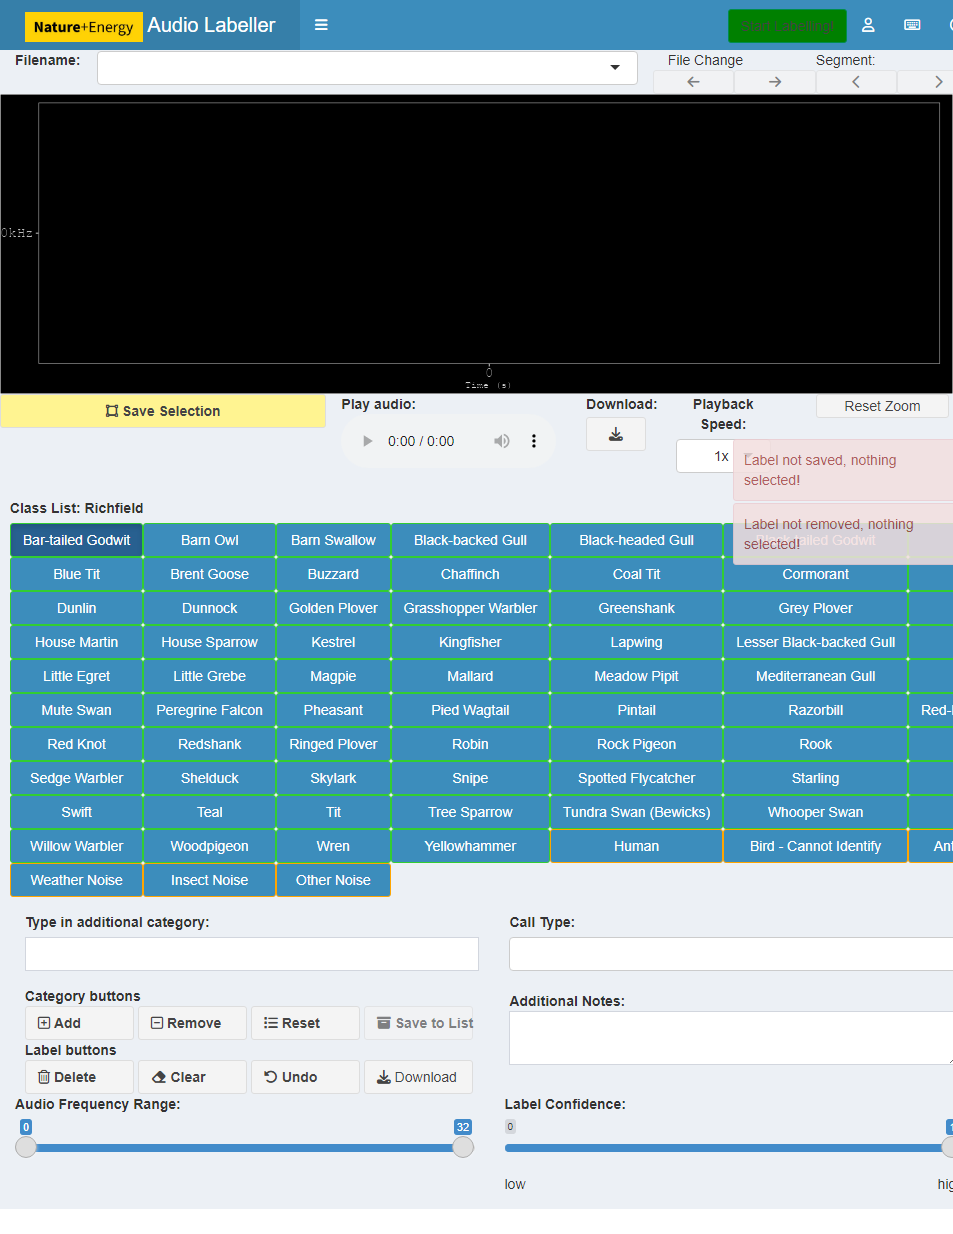 Nature+Energy Audio Labeller
Start Labelling!
Filename:
File Change
Segment:
0kHz
0
Time (s)
Save Selection
Play audio:
0:00 / 0:00
Download:
Playback
Speed:
1x
Reset Zoom
Label not saved, nothing
selected!
Label not removed, nothing
selected!
Class List: Richfield
Bar-tailed Godwit Barn Owl Barn Swallow Black-backed Gull Black-headed Gull Black-tailed Godwit
Blue Tit Brent Goose Buzzard Chaffinch Coal Tit Cormorant
Dunlin Dunnock Golden Plover Grasshopper Warbler Greenshank Grey Plover
House Martin House Sparrow Kestrel Kingfisher Lapwing Lesser Black-backed Gull
Little Egret Little Grebe Magpie Mallard Meadow Pipit Mediterranean Gull
Mute Swan Peregrine Falcon Pheasant Pied Wagtail Pintail Razorbill Red-
Red Knot Redshank Ringed Plover Robin Rock Pigeon Rook
Sedge Warbler Shelduck Skylark Snipe Spotted Flycatcher Starling
Swift Teal Tit Tree Sparrow Tundra Swan (Bewicks) Whooper Swan
Willow Warbler Woodpigeon Wren Yellowhammer Human Bird - Cannot Identify Ant
Weather Noise Insect Noise Other Noise
Type in additional category:
Call Type:
Category buttons
Add Remove Reset Save to List
Additional Notes:
Label buttons
Delete Clear Undo Download
Audio Frequency Range:
0 32
Label Confidence:
0 1
low hig